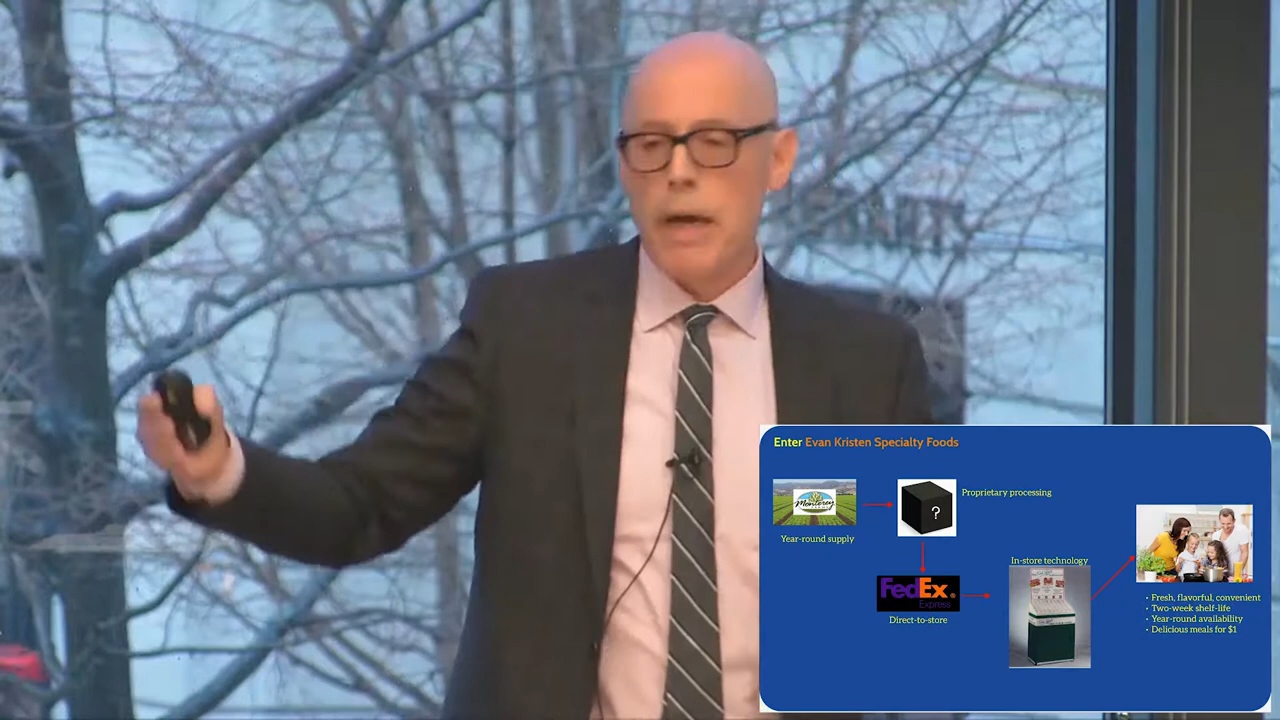 Enter Evan Kristen Specialty Foods
Monterey
Year-round supply
?
Proprietary processing
FedEx®
Express
Direct-to-store
In-store technology
• Fresh, flavorful, convenient
• Two-week shelf-life
• Year-round availability
• Delicious meals for $1